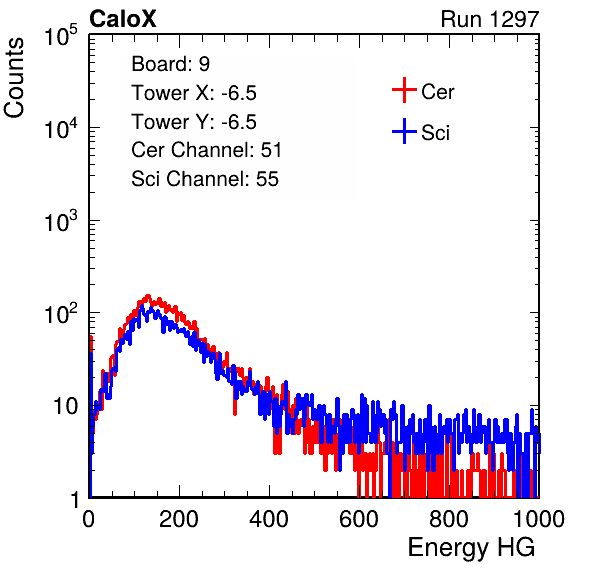 CaloX Run 1297
Counts
Board: 9
Tower X: -6.5
Tower Y: -6.5
Cer Channel: 51
Sci Channel: 55
Cer
Sci
10^5
10^4
10^3
10^2
10
1
0 200 400 600 800 1000
Energy HG